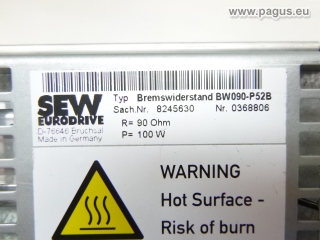 www.pagus.eu
SEW
EURODRIVE
D-76646 Bruchsal
Made in Germany
Typ Bremswiderstand BW090-P52B
Sach.Nr. 8245630 Nr. 0368806
R= 90 Ohm
P= 100 W
WARNING
Hot Surface -
Risk of burn